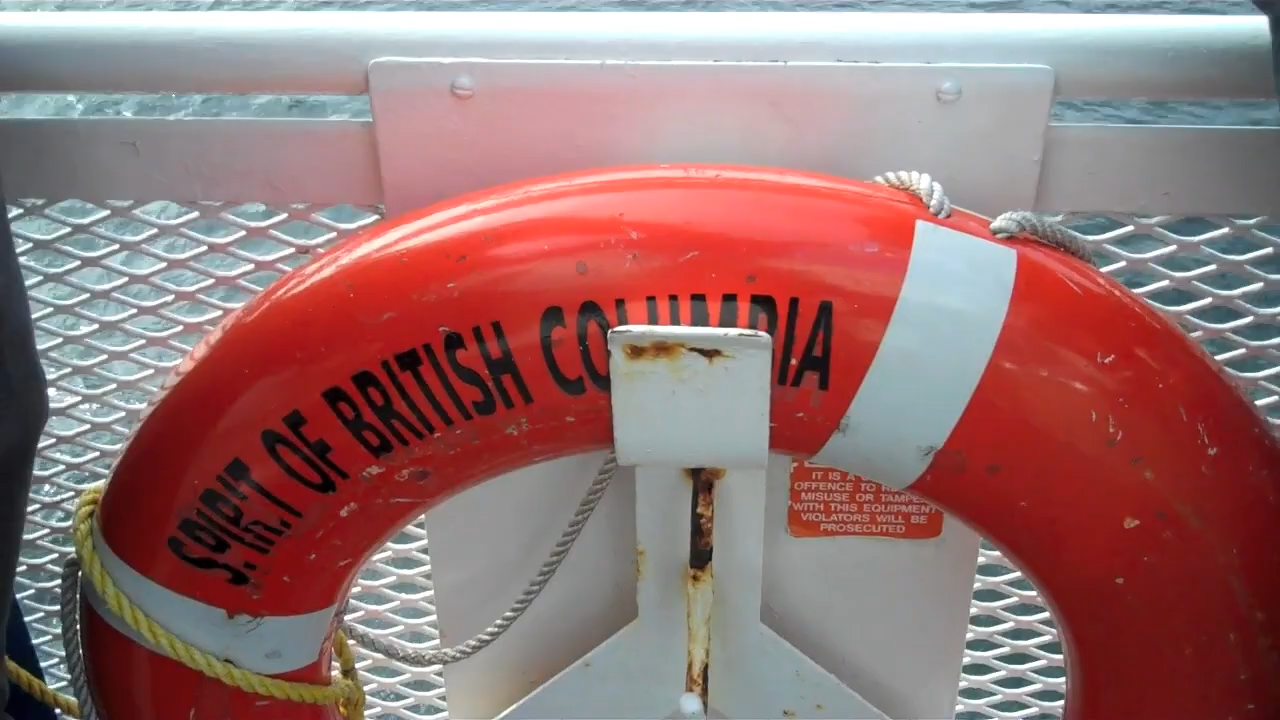 SPIRIT OF BRITISH COLUMBIA
IT IS A
OFFENCE TO
MISUSE OR TAMPE
WITH THIS EQUIPMENT
VIOLATORS WILL BE
PROSECUTED